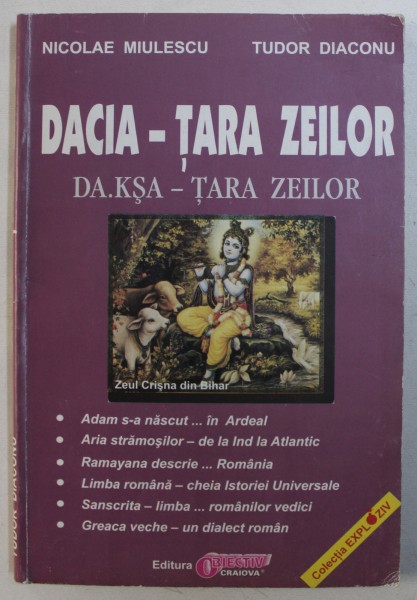 NICOLAE MIULESCU TUDOR DIACONU
DACIA – ȚARA ZEILOR
DA.KȘA – ȚARA ZEILOR
Zeul Crișna din Bihar
• Adam s-a născut ... în Ardeal
• Aria strămoșilor – de la Ind la Atlantic
• Ramayana descrie ... România
• Limba română – cheia Istoriei Universale
• Sanscrita – limba ... românilor vedici
• Greaca veche – un dialect român
Editura OBIECTIV
CRAIOVA
Colecția EXPLOZIV
TUDOR DIACONU